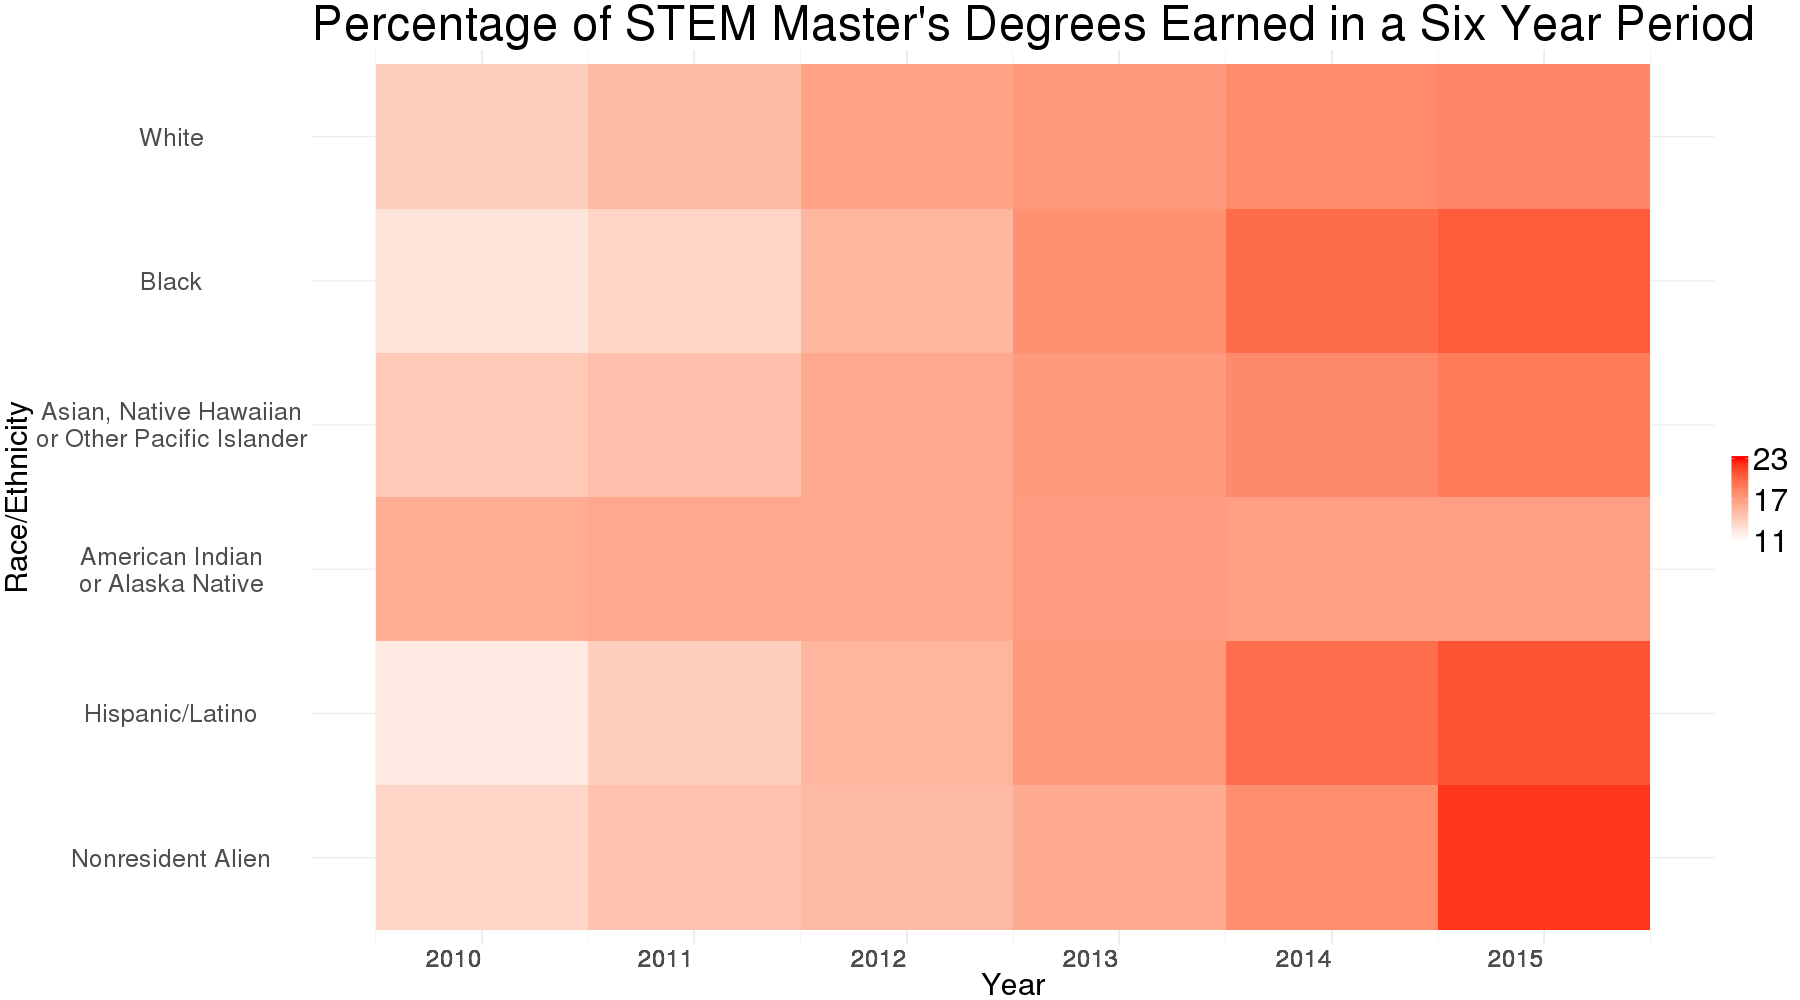 Percentage of STEM Master's Degrees Earned in a Six Year Period
White
Black
Asian, Native Hawaiian
or Other Pacific Islander
American Indian
or Alaska Native
Hispanic/Latino
Nonresident Alien
Race/Ethnicity
23
17
11
2010 2011 2012 2013 2014 2015
Year